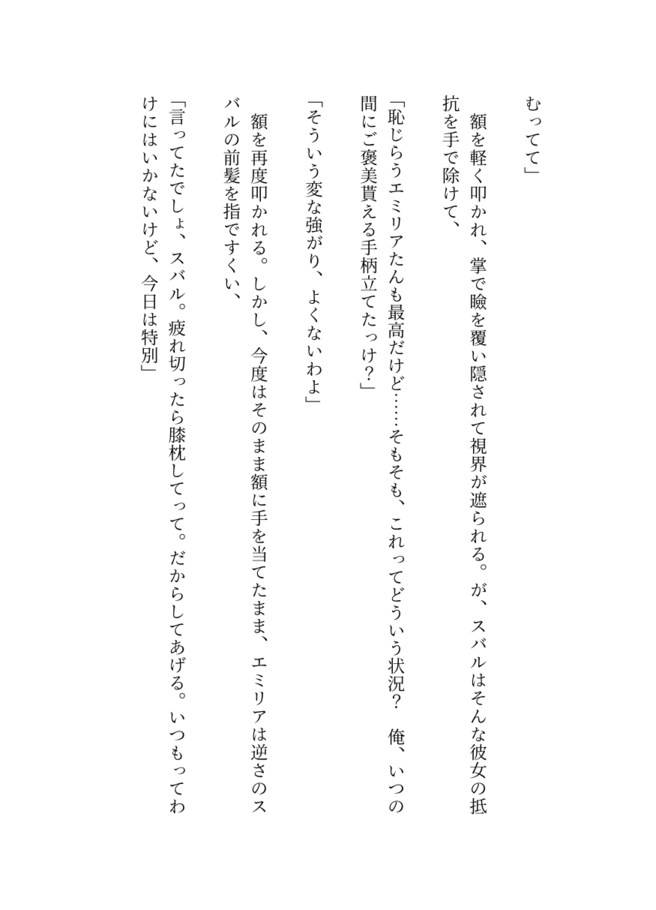 むってて」
　額を軽く叩かれ、掌で瞼を覆い隠されて視界が遮られる。が、スバルはそんな彼女の抵
抗を手で除けて、
「恥じらうエミリアたんも最高だけど……そもそも、これってどういう状況？　俺、いつの
間にご褒美貰える手柄立てたっけ？」
「そういう変な強がり、よくないわよ」
　額を再度叩かれる。しかし、今度はそのまま額に手を当てたまま、エミリアは逆さのス
バルの前髪を指ですくい、
「言ってたでしょ、スバル。疲れ切ったら膝枕してって。だからしてあげる。いつもってわ
けにはいかないけど、今日は特別」